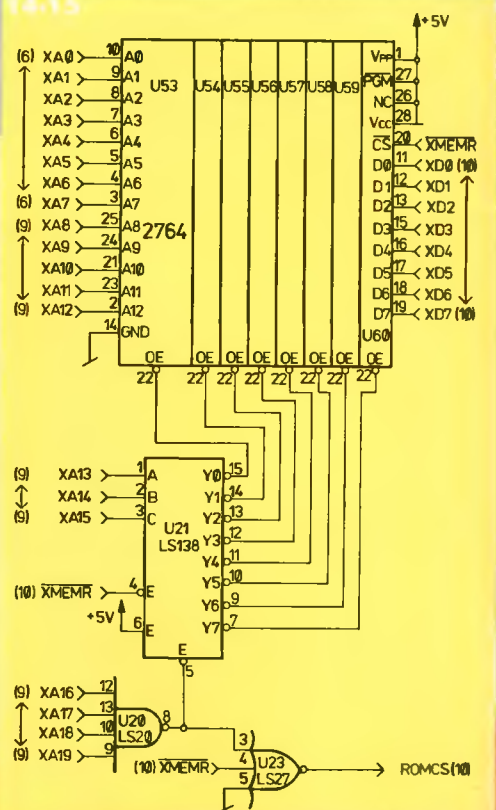 +5V
(6) XA0 10 A0 U53 U54 U55 U56 U57 U58 U59 VPP 1
XA1 9 A1 PGM 27
XA2 8 A2 NC 26
XA3 7 A3 VCC 28
XA4 6 A4 CS 20 XMEMR
XA5 5 A5 D0 11 XD0 (10)
XA6 4 A6 D1 12 XD1
(6) XA7 3 A7 D2 13 XD2
(9) XA8 25 A8 2764 D3 15 XD3
XA9 24 A9 D4 16 XD4
XA10 21 A10 D5 17 XD5
XA11 23 A11 D6 18 XD6
(9) XA12 2 A12 D7 19 XD7 (10)
14 GND U60
OE OE OE OE OE OE OE OE
22 22 22 22 22 22 22 22
(9) XA13 1 A Y0 15
XA14 2 B Y1 14
(9) XA15 3 C U21 Y2 13
LS138 Y3 12
Y4 11
(10) XMEMR 4 E Y5 10
+5V 6 E Y6 9
Y7 7
E
5
(9) XA16 12
XA17 13 U20 8
XA18 10 LS20
(9) XA19 9
3
(10) XMEMR 4 U23 ROMCS (10)
5 LS27